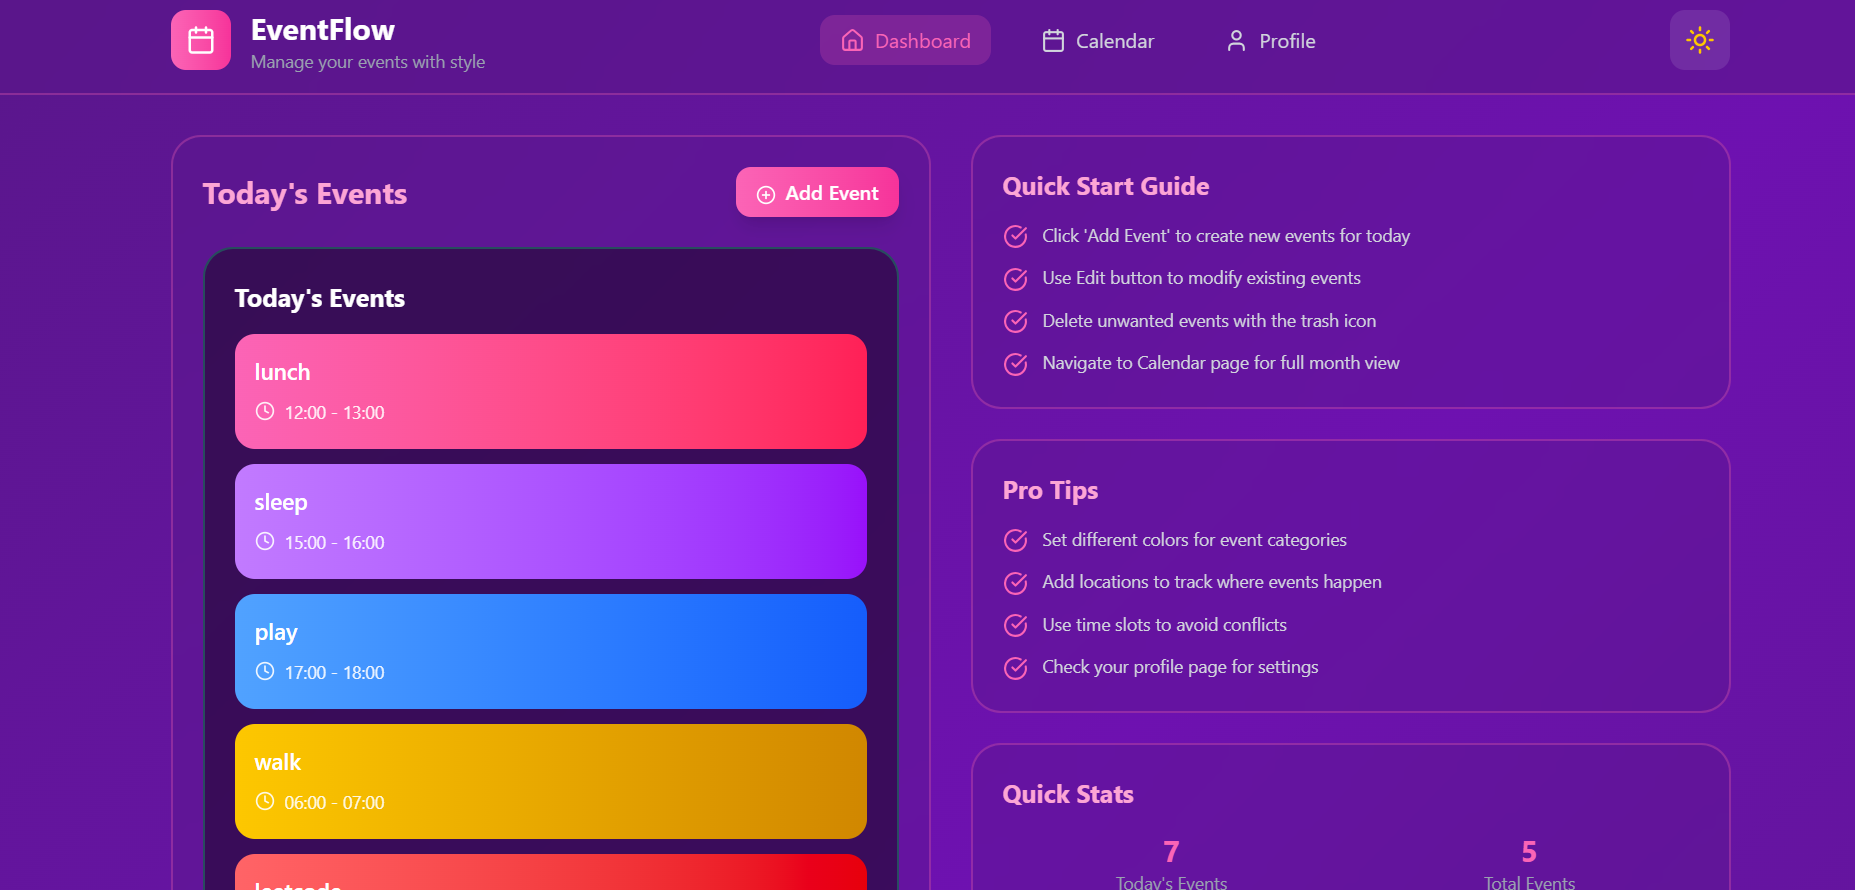 EventFlow
Manage your events with style
Dashboard
Calendar
Profile
Today's Events
Add Event
Today's Events
lunch
12:00 - 13:00
sleep
15:00 - 16:00
play
17:00 - 18:00
walk
06:00 - 07:00
leetcode
Quick Start Guide
Click 'Add Event' to create new events for today
Use Edit button to modify existing events
Delete unwanted events with the trash icon
Navigate to Calendar page for full month view
Pro Tips
Set different colors for event categories
Add locations to track where events happen
Use time slots to avoid conflicts
Check your profile page for settings
Quick Stats
7
Today's Events
5
Total Events